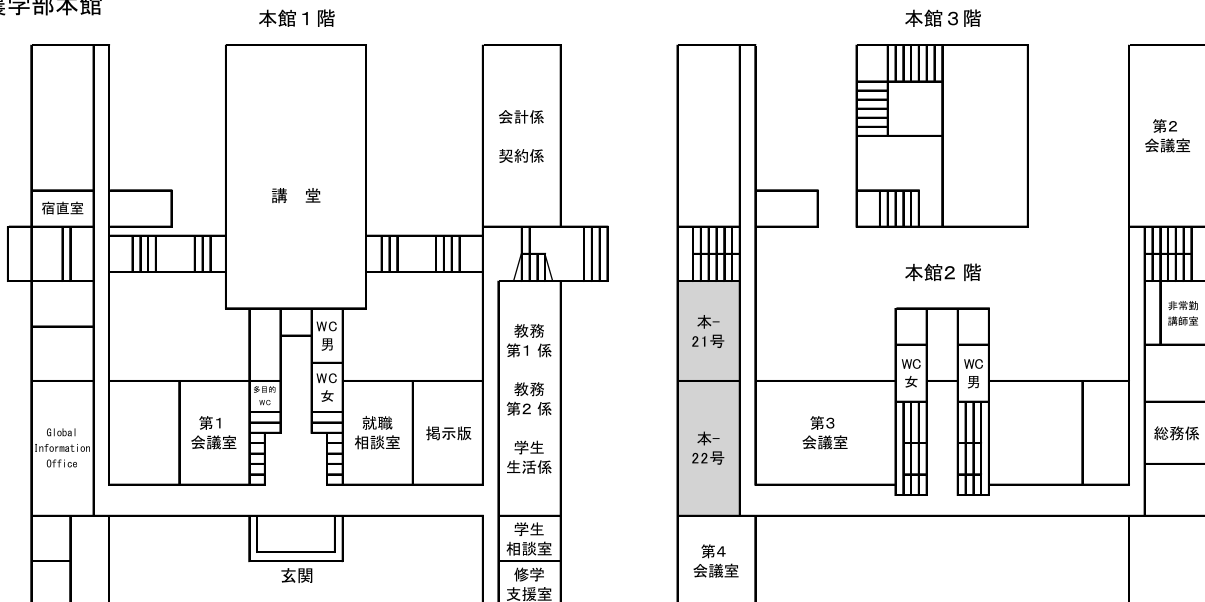 農学部本館
本館１階
本館３階
会計係
契約係
講 堂
宿直室
第２
会議室
本館２階
WC
男
WC
女
多目的
WC
第１
会議室
就職
相談室
掲示版
教務
第１係
教務
第２係
学生
生活係
Global
Information
Office
学生
相談室
修学
支援室
玄関
本-
21号
本-
22号
WC
女
WC
男
第３
会議室
非常勤
講師室
総務係
第４
会議室